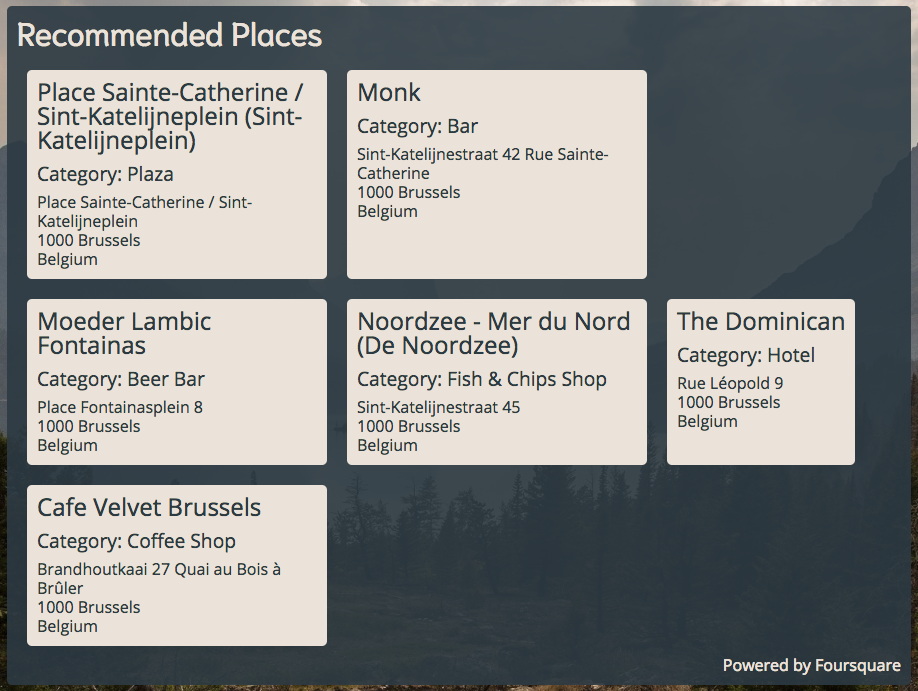 Recommended Places
Place Sainte-Catherine /
Sint-Katelijneplein (Sint-
Katelijneplein)
Category: Plaza
Place Sainte-Catherine / Sint-
Katelijneplein
1000 Brussels
Belgium
Monk
Category: Bar
Sint-Katelijnestraat 42 Rue Sainte-
Catherine
1000 Brussels
Belgium
Moeder Lambic
Fontainas
Category: Beer Bar
Place Fontainasplein 8
1000 Brussels
Belgium
Noordzee - Mer du Nord
(De Noordzee)
Category: Fish & Chips Shop
Sint-Katelijnestraat 45
1000 Brussels
Belgium
The Dominican
Category: Hotel
Rue Léopold 9
1000 Brussels
Belgium
Cafe Velvet Brussels
Category: Coffee Shop
Brandhoutkaai 27 Quai au Bois à
Brûler
1000 Brussels
Belgium
Powered by Foursquare